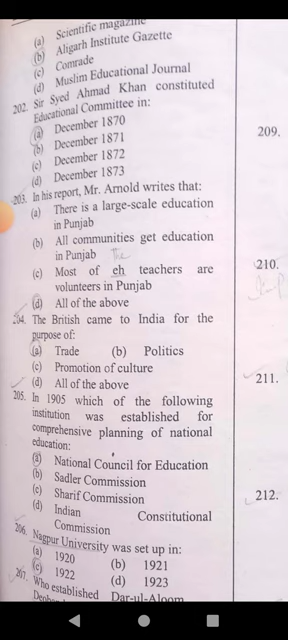 (a) Scientific magazine
(b) Aligarh Institute Gazette
(c) Comrade
(d) Muslim Educational Journal
202. Sir Syed Ahmad Khan constituted
Educational Committee in:
(a) December 1870
(b) December 1871
(c) December 1872
(d) December 1873
203. In his report, Mr. Arnold writes that:
(a) There is a large-scale education
in Punjab
(b) All communities get education
in Punjab
the
(c) Most of eh teachers are
volunteers in Punjab
(d) All of the above
204. The British came to India for the
purpose of:
(a) Trade (b) Politics
(c) Promotion of culture
(d) All of the above
205. In 1905 which of the following
institution was established for
comprehensive planning of national
education:
(a) National Council for Education
(b) Sadler Commission
(c) Sharif Commission
(d) Indian Constitutional
Commission
206. Nagpur University was set up in:
(a) 1920 (b) 1921
(c) 1922 (d) 1923
207. Who established Dar-ul-Aloom
209.
210.
211.
212.